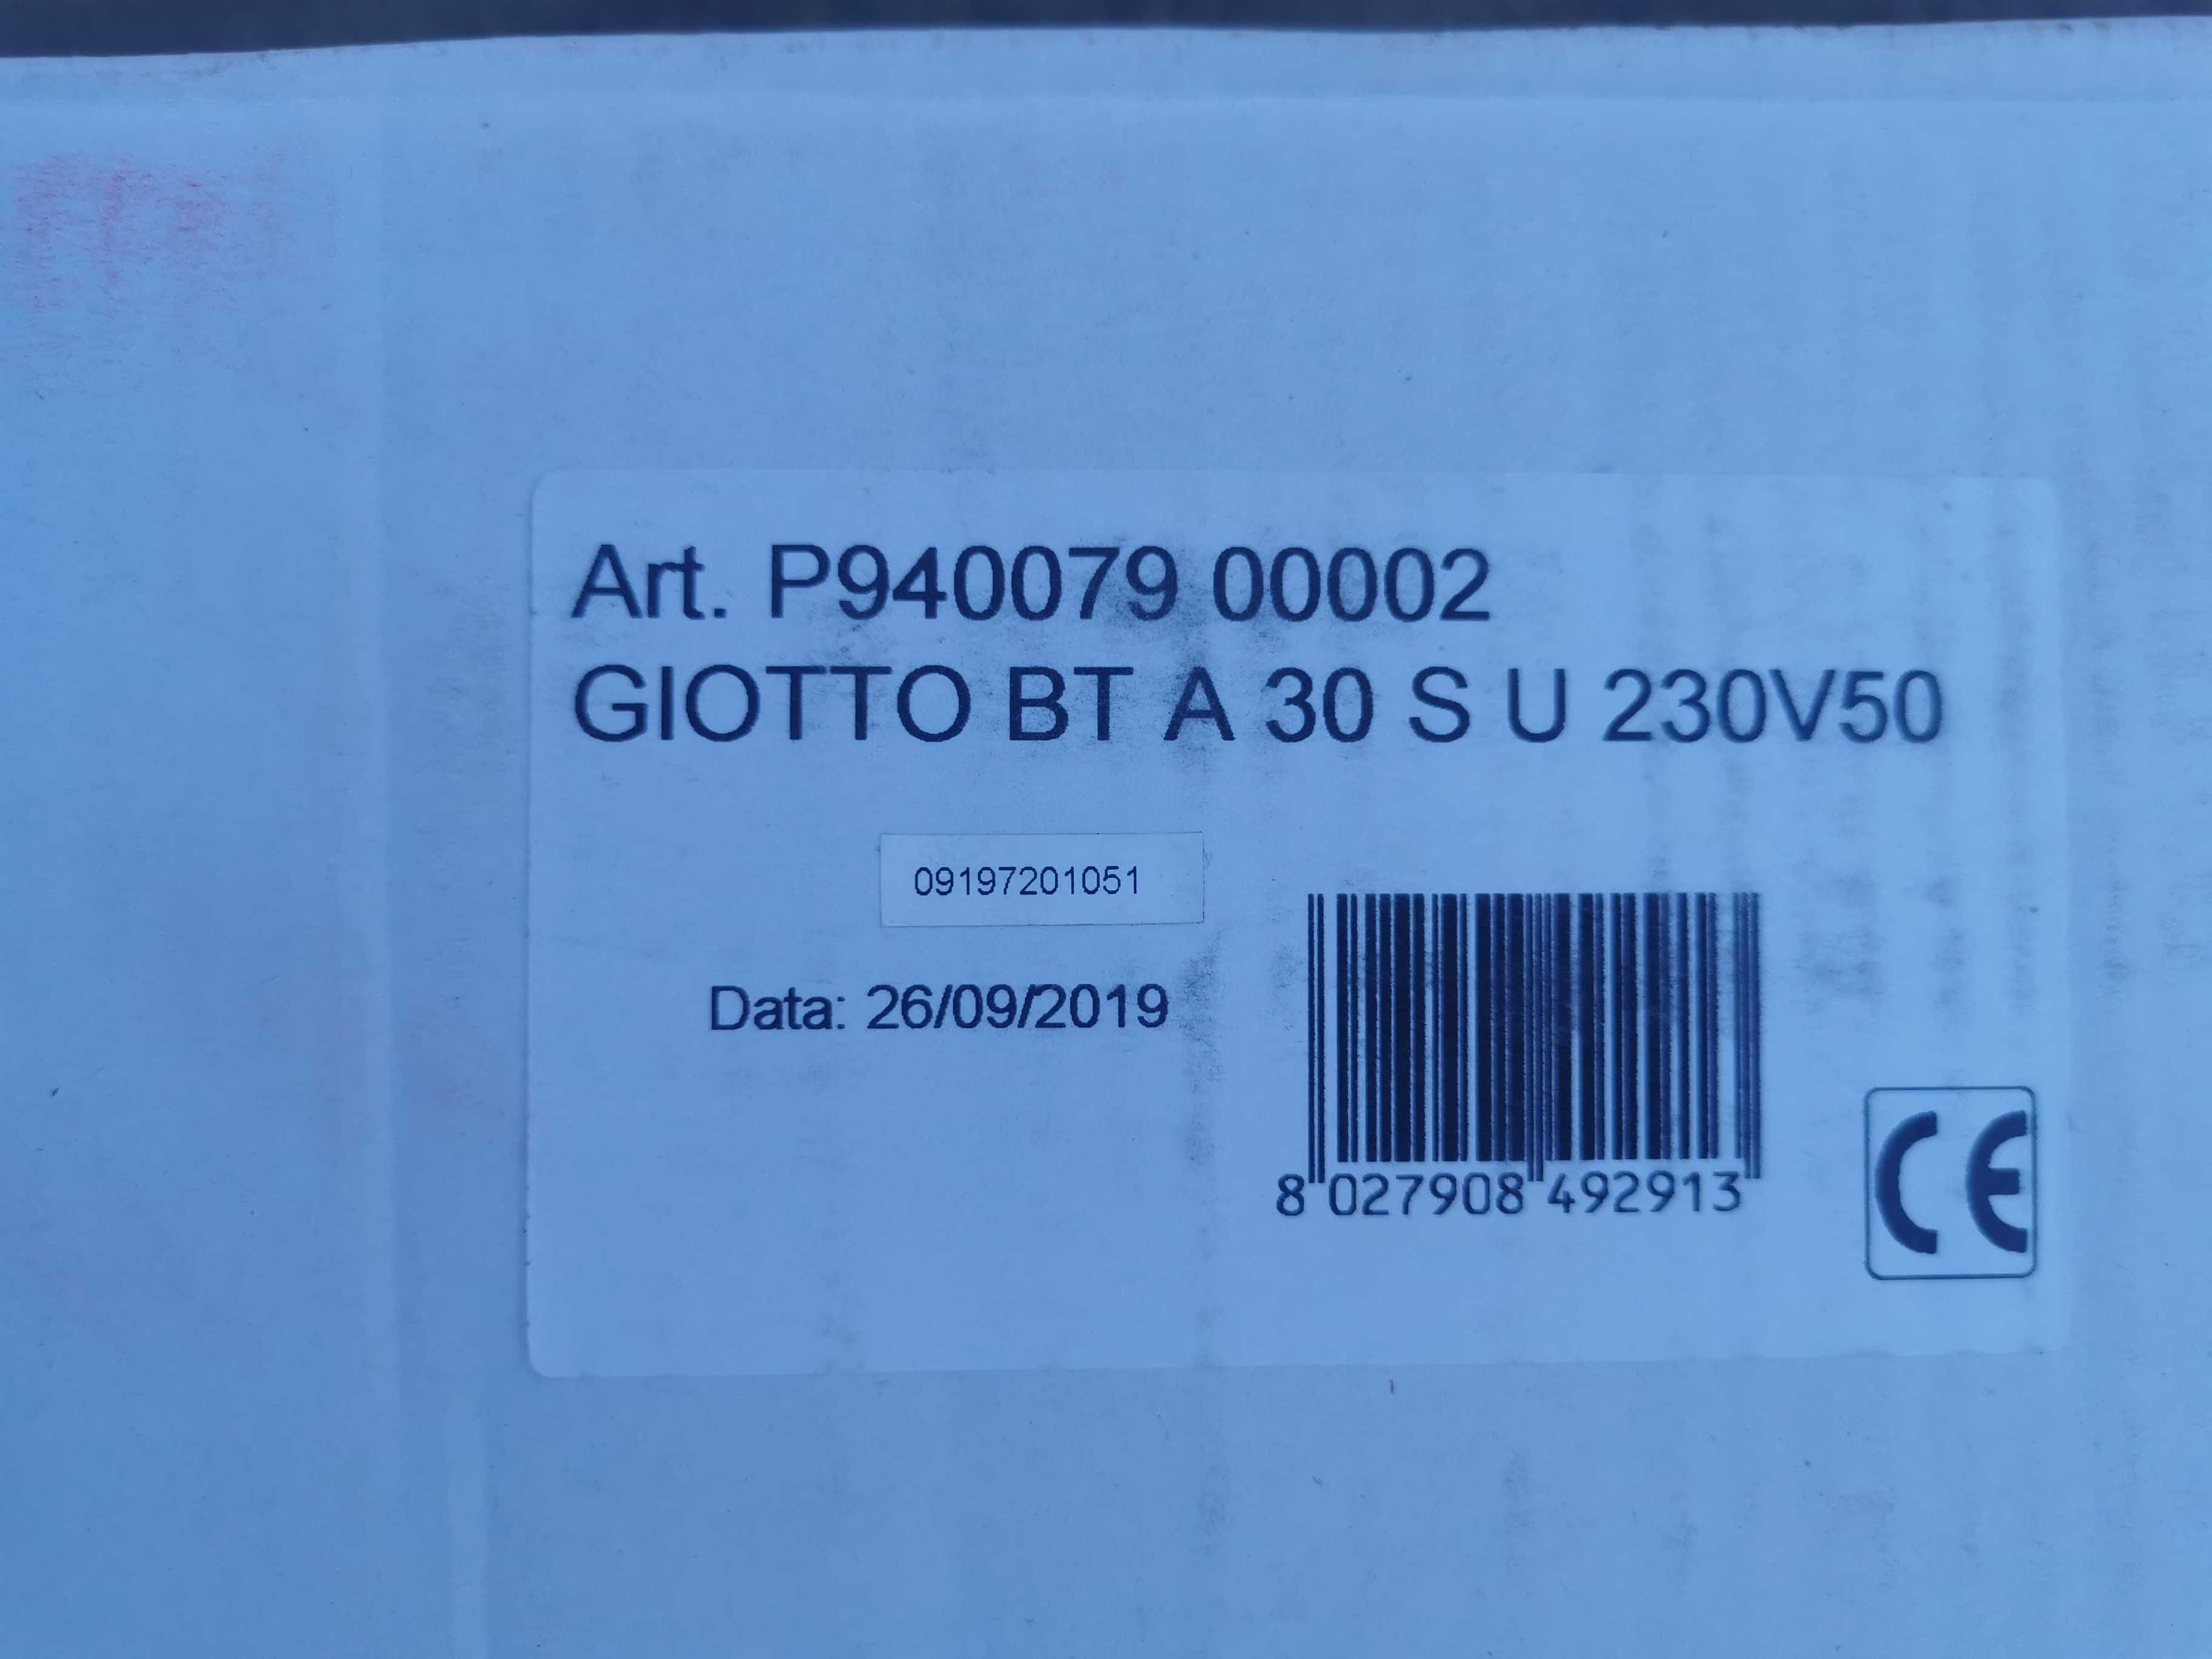 Art. P940079 00002
GIOTTO BT A 30 S U 230V50
09197201051
Data: 26/09/2019
8 027908 492913
CE